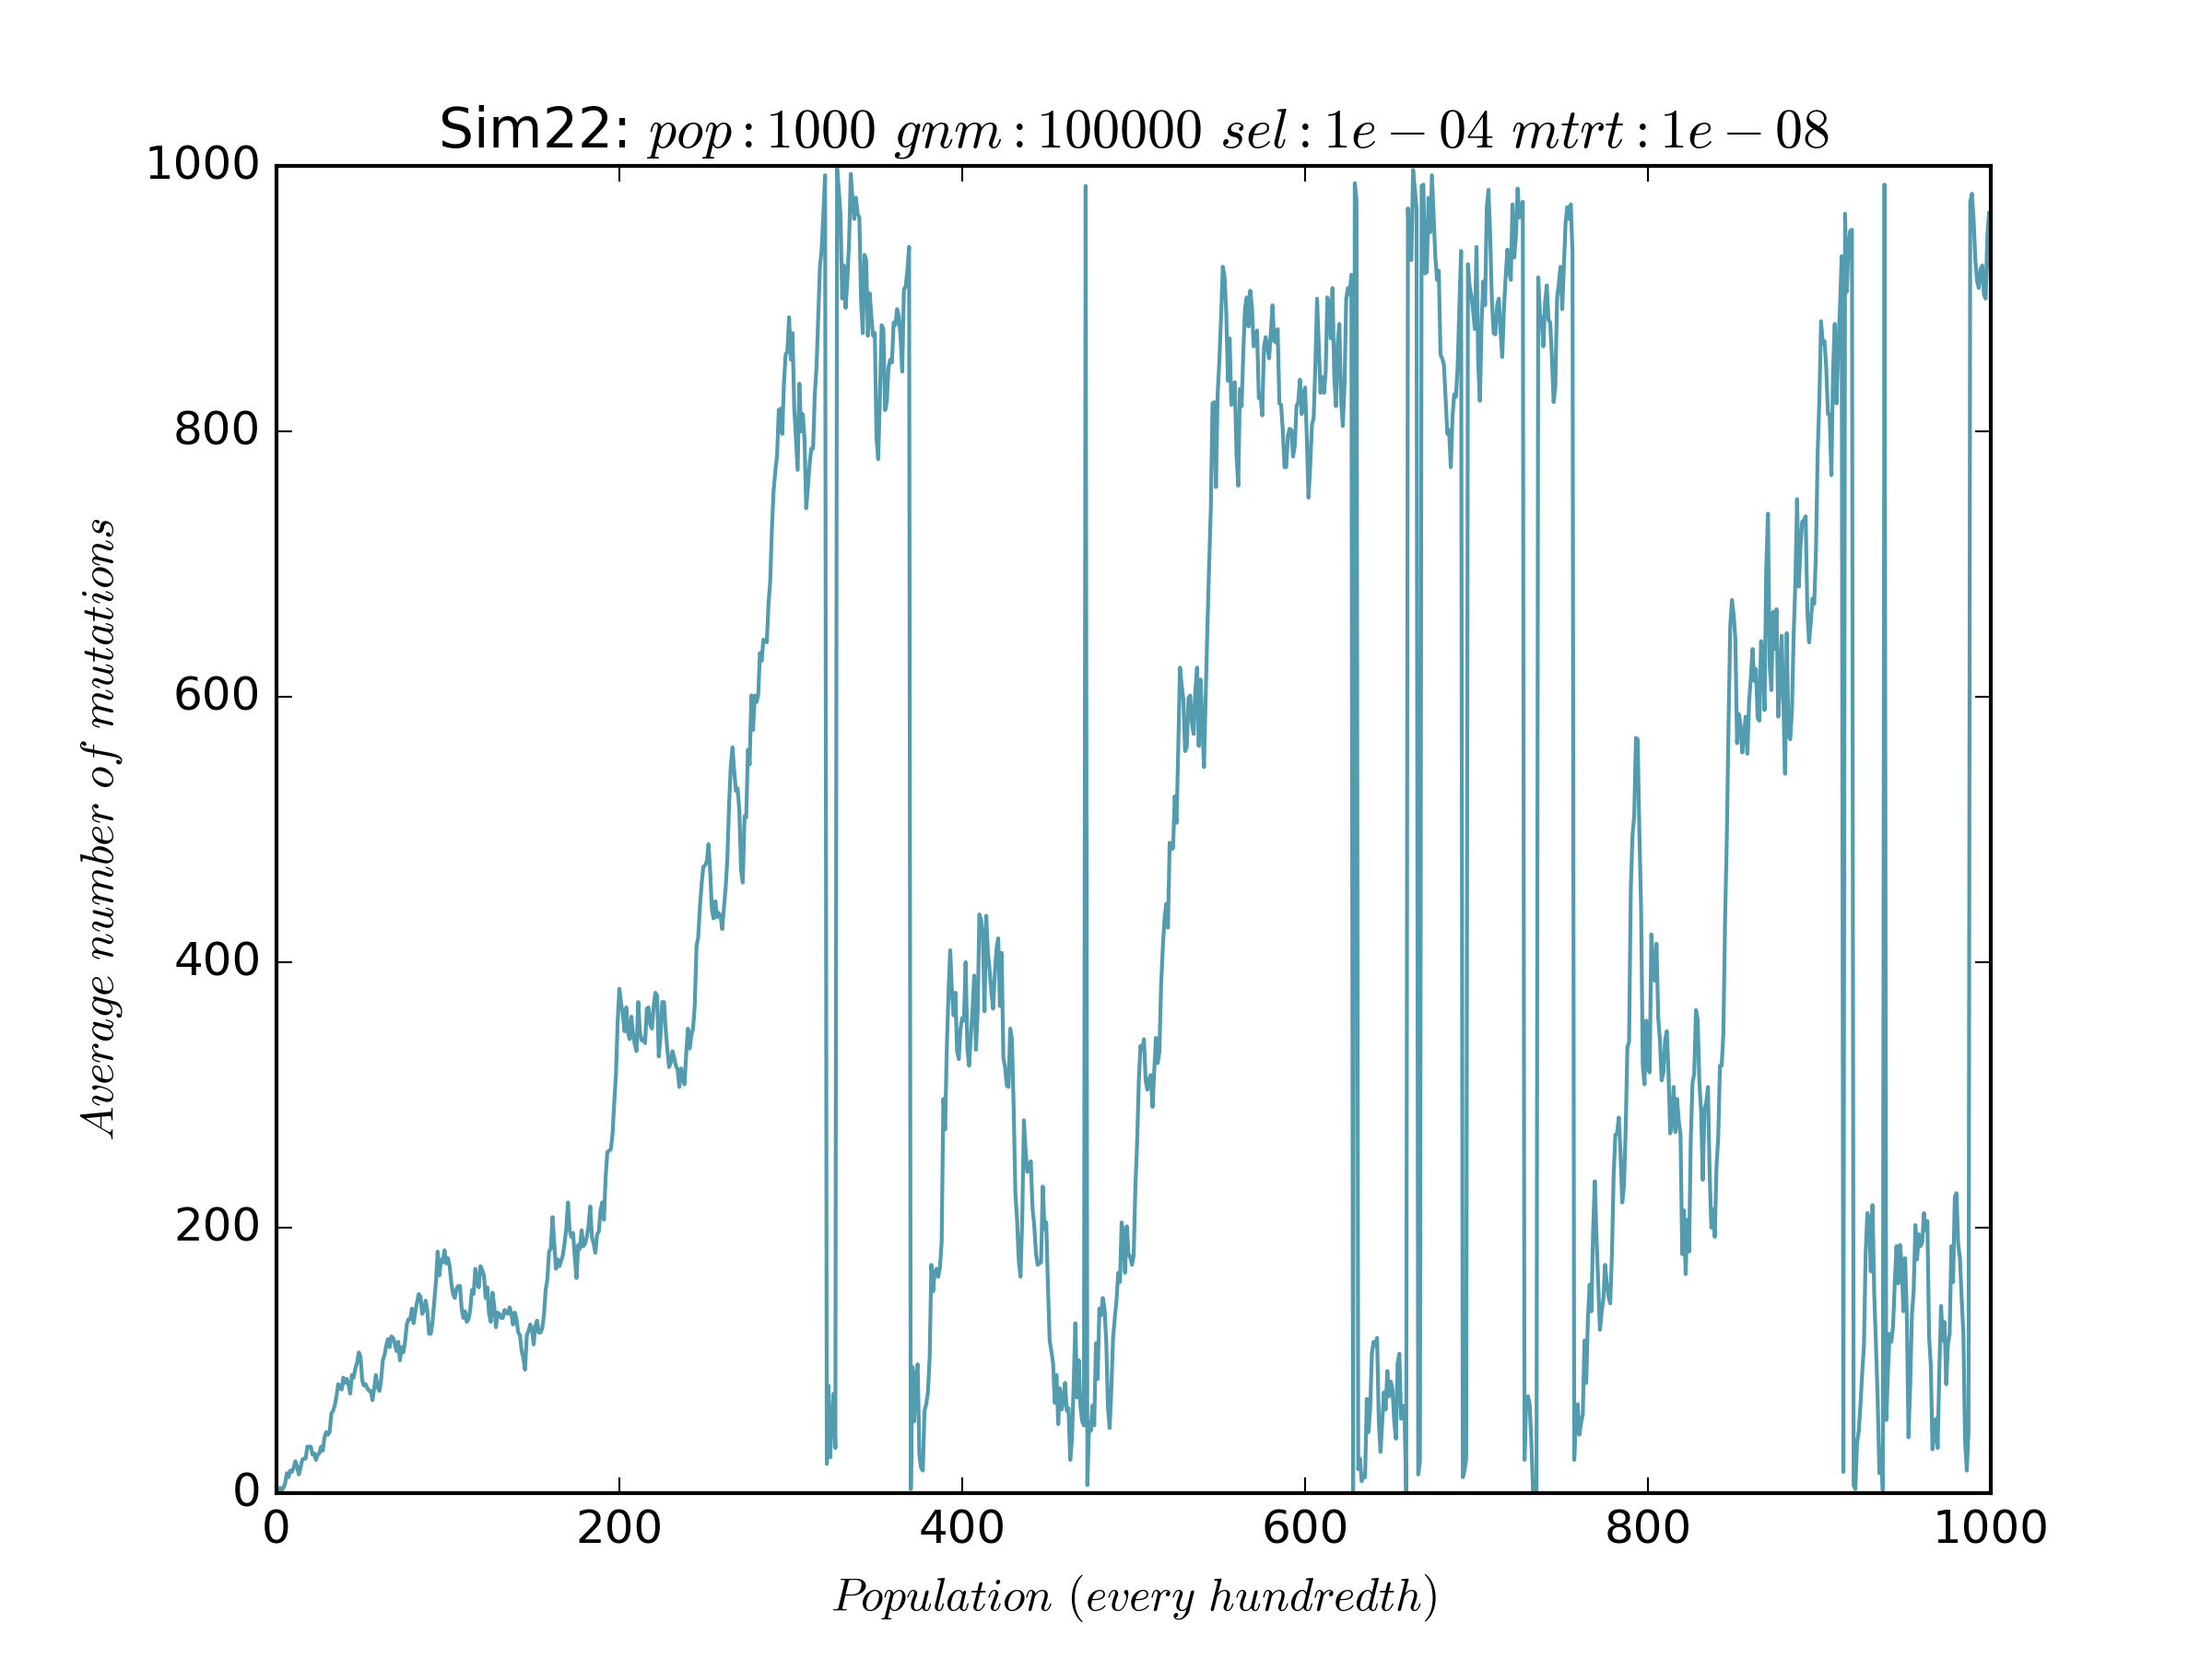 Sim22: pop : 1000 gnm : 100000 sel : 1e − 04 mtrt : 1e − 08
1000
800
600
400
200
0
Average number of mutations
0 200 400 600 800 1000
Population (every hundredth)